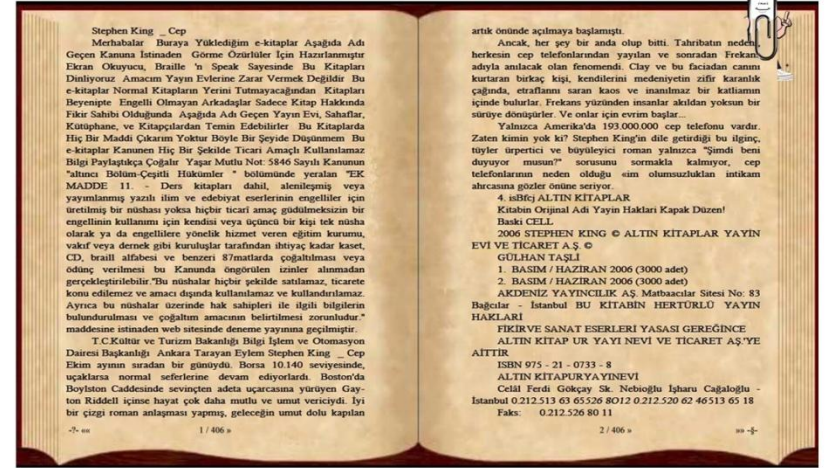 Stephen King _ Cep
Merhabalar Buraya Yüklediğim e-kitaplar Aşağıda Adı
Geçen Kanuna İstinaden Görme Özürlüler İçin Hazırlanmıştır
Ekran Okuyucu, Braille 'n Speak Sayesinde Bu Kitapları
Dinliyoruz Amacım Yayın Evlerine Zarar Vermek Değildir Bu
e-kitaplar Normal Kitapların Yerini Tutmayacağından Kitapları
Beyenipte Engelli Olmayan Arkadaşlar Sadece Kitap Hakkında
Fikir Sahibi Olduğunda Aşağıda Adı Geçen Yayın Evi, Sahaflar,
Kütüphane, ve Kitapçılardan Temin Edebilirler Bu Kitaplarda
Hiç Bir Maddi Çıkarım Yoktur Böyle Bir Şeyide Düşünmem Bu
e-kitaplar Kanunen Hiç Bir Şekilde Ticari Amaçlı Kullanılamaz
Bilgi Paylaştıkça Çoğalır Yaşar Mutlu Not: 5846 Sayılı Kanunun
"altıncı Bölüm-Çeşitli Hükümler " bölümünde yeralan "EK
MADDE 11. - Ders kitapları dahil, alenileşmiş veya
yayımlanmış yazılı ilim ve edebiyat eserlerinin engelliler için
üretilmiş bir nüshası yoksa hiçbir ticarî amaç güdülmeksizin bir
engellinin kullanımı için kendisi veya üçüncü bir kişi tek nüsha
olarak ya da engellilere yönelik hizmet veren eğitim kurumu,
vakıf veya dernek gibi kuruluşlar tarafından ihtiyaç kadar kaset,
CD, braill alfabesi ve benzeri 87matlarda çoğaltılması veya
ödünç verilmesi bu Kanunda öngörülen izinler alınmadan
gerçekleştirilebilir."Bu nüshalar hiçbir şekilde satılamaz, ticarete
konu edilemez ve amacı dışında kullanılamaz ve kullandırılamaz.
Ayrıca bu nüshalar üzerinde hak sahipleri ile ilgili bilgilerin
bulundurulması ve çoğaltım amacının belirtilmesi zorunludur."
maddesine istinaden web sitesinde deneme yayınına geçilmiştir.
T.C.Kültür ve Turizm Bakanlığı Bilgi İşlem ve Otomasyon
Dairesi Başkanlığı Ankara Tarayan Eylem Stephen King _ Cep
Ekim ayının sıradan bir günüydü. Borsa 10.140 seviyesinde,
uçaklarsa normal seferlerine devam ediyorlardı. Boston'da
Boylston Caddesinde sevinçten adeta uçarcasına yürüyen Gay-
ton Riddell içinse hayat çok daha mutlu ve umut vericiydi. İyi
bir çizgi roman anlaşması yapmış, geleceğin umut dolu kapıları
1 / 406 »
artık önünde açılmaya başlamıştı.
Ancak, her şey bir anda olup bitti. Tahribatın nedeni,
herkesin cep telefonlarından yayılan ve sonradan Frekans
adıyla anılacak olan fenomendi. Clay ve bu faciadan canını
kurtaran birkaç kişi, kendilerini medeniyetin zifir karanlık
çağında, etraflannı saran kaos ve inanılmaz bir katliamın
içinde bulurlar. Frekans yüzünden insanlar akıldan yoksun bir
sürüye dönüşürler. Ve onlar için evrim başlar...
Yalnızca Amerika'da 193.000.000 cep telefonu vardır.
Zaten kimin yok ki? Stephen King'in dile getirdiği bu ilginç,
tüyler ürpertici ve büyüleyici roman yalnızca "Şimdi beni
duyuyor musun?" sorusunu sormakla kalmıyor, cep
telefonlarının neden olduğu «im olumsuzlukları intikam
ahrcasına gözler önüne seriyor.
4. isBfcj ALTIN KİTAPLAR
Kitabin Orijinal Adi Yayin Haklari Kapak Düzen!
Baski CELL
2006 STEPHEN KING © ALTIN KİTAPLAR YAYİN
EVİ VE TİCARET A.Ş. ©
GÜLHAN TAŞLİ
1. BASIM / HAZİRAN 2006 (3000 adet)
2. BASIM / HAZİRAN 2006 (3000 adet)
AKDENİZ YAYINCILIK AŞ. Matbaacılar Sitesi No: 83
Bağcılar - İstanbul BU KİTABİN HERTÜRLÜ YAYIN
HAKLARİ
FİKİRVE SANAT ESERLERİ YASASI GEREĞİNCE
ALTIN KİTAP UR YAYI NEVİ VE TİCARET AŞ.'YE
AİTTİR
ISBN 975 - 21 - 0733 - 8
ALTIN KİTAPURYAYINEVİ
Celâl Ferdi Gökçay Sk. Nebioğlu İşharu Cağaloğlu -
İstanbul 0.212.513 63 65526 8O12 0.212.520 62 46513 65 18
Faks: 0.212.526 80 11
2 / 406 »